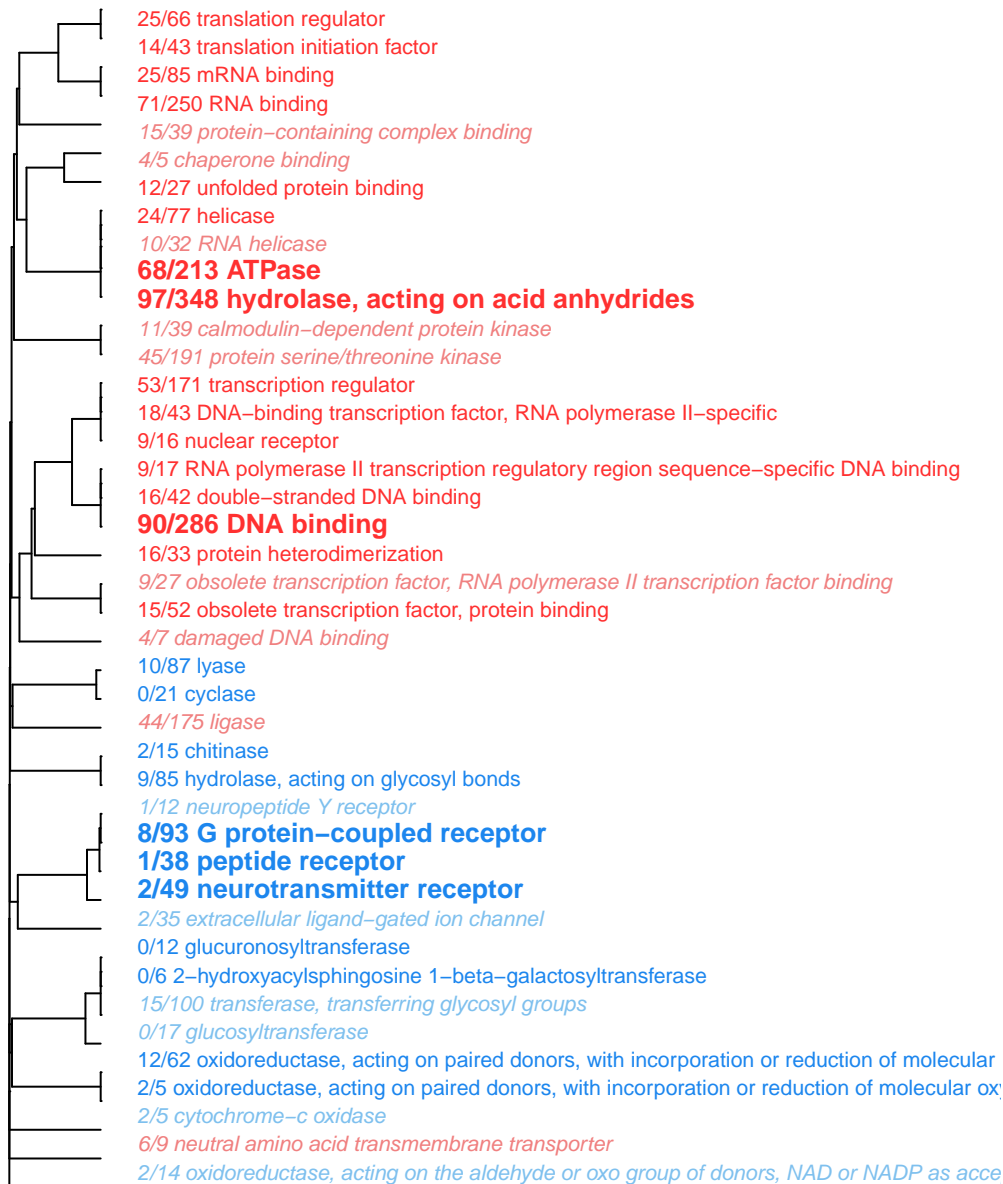 25/66 translation regulator
14/43 translation initiation factor
25/85 mRNA binding
71/250 RNA binding
15/39 protein−containing complex binding
4/5 chaperone binding
12/27 unfolded protein binding
24/77 helicase
10/32 RNA helicase
68/213 ATPase
97/348 hydrolase, acting on acid anhydrides
11/39 calmodulin−dependent protein kinase
45/191 protein serine/threonine kinase
53/171 transcription regulator
18/43 DNA−binding transcription factor, RNA polymerase II−specific
9/16 nuclear receptor
9/17 RNA polymerase II transcription regulatory region sequence−specific DNA binding
16/42 double−stranded DNA binding
90/286 DNA binding
16/33 protein heterodimerization
9/27 obsolete transcription factor, RNA polymerase II transcription factor binding
15/52 obsolete transcription factor, protein binding
4/7 damaged DNA binding
10/87 lyase
0/21 cyclase
44/175 ligase
2/15 chitinase
9/85 hydrolase, acting on glycosyl bonds
1/12 neuropeptide Y receptor
8/93 G protein−coupled receptor
1/38 peptide receptor
2/49 neurotransmitter receptor
2/35 extracellular ligand−gated ion channel
0/12 glucuronosyltransferase
0/6 2−hydroxyacylsphingosine 1−beta−galactosyltransferase
15/100 transferase, transferring glycosyl groups
0/17 glucosyltransferase
12/62 oxidoreductase, acting on paired donors, with incorporation or reduction of molecular
2/5 oxidoreductase, acting on paired donors, with incorporation or reduction of molecular oxy
2/5 cytochrome−c oxidase
6/9 neutral amino acid transmembrane transporter
2/14 oxidoreductase, acting on the aldehyde or oxo group of donors, NAD or NADP as acce